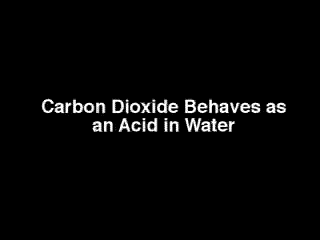 Carbon Dioxide Behaves as
an Acid in Water